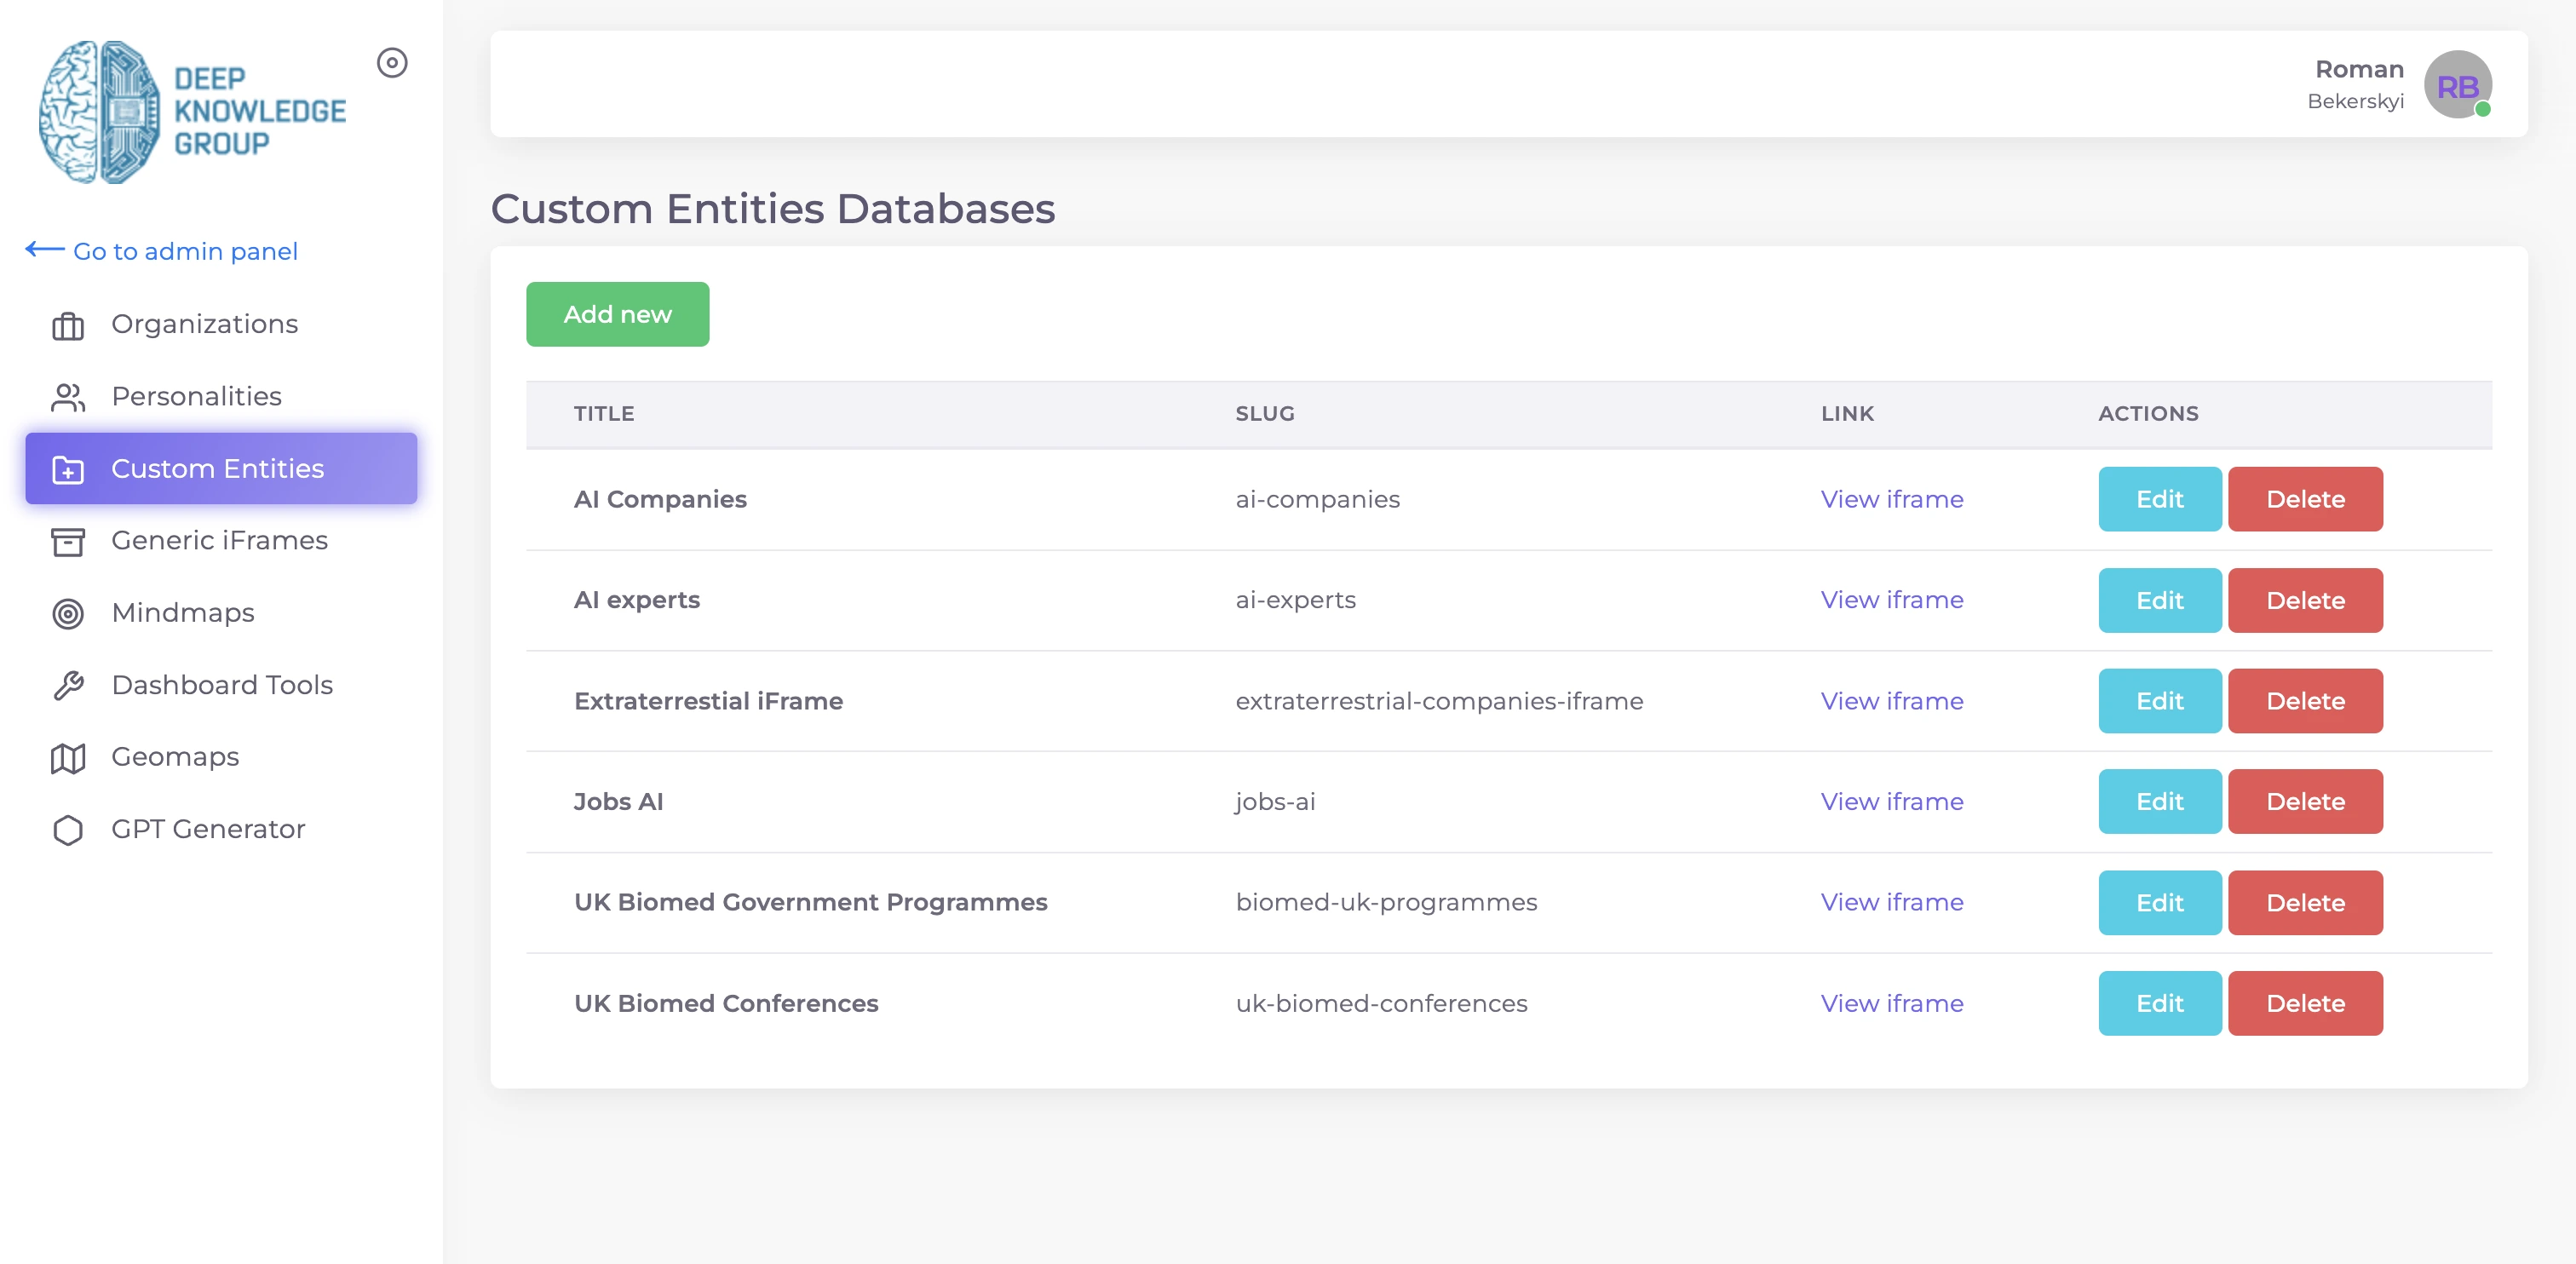 DEEP
KNOWLEDGE
GROUP
Go to admin panel
Organizations
Personalities
Custom Entities
Generic iFrames
Mindmaps
Dashboard Tools
Geomaps
GPT Generator
Roman
Bekerskyi
RB
Custom Entities Databases
Add new
TITLE SLUG LINK ACTIONS
AI Companies ai-companies View iframe Edit Delete
AI experts ai-experts View iframe Edit Delete
Extraterrestial iFrame extraterrestrial-companies-iframe View iframe Edit Delete
Jobs AI jobs-ai View iframe Edit Delete
UK Biomed Government Programmes biomed-uk-programmes View iframe Edit Delete
UK Biomed Conferences uk-biomed-conferences View iframe Edit Delete